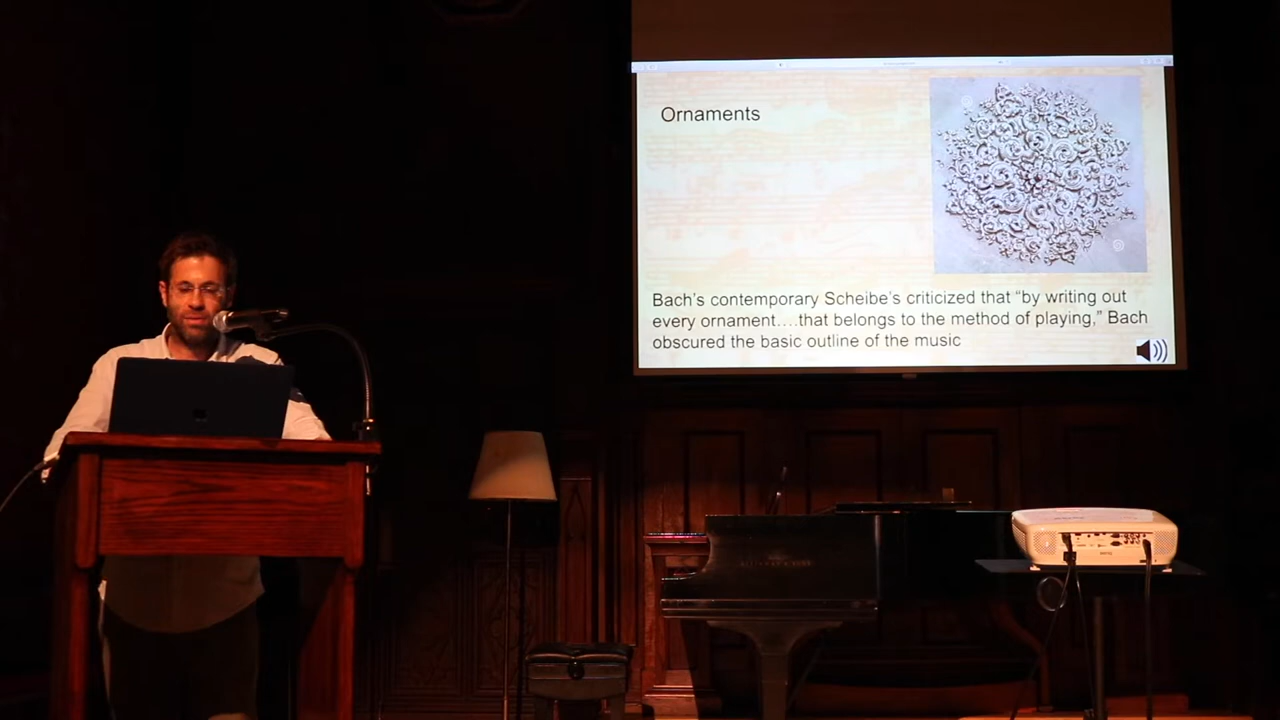 Ornaments
Bach's contemporary Scheibe's criticized that "by writing out
every ornament....that belongs to the method of playing," Bach
obscured the basic outline of the music